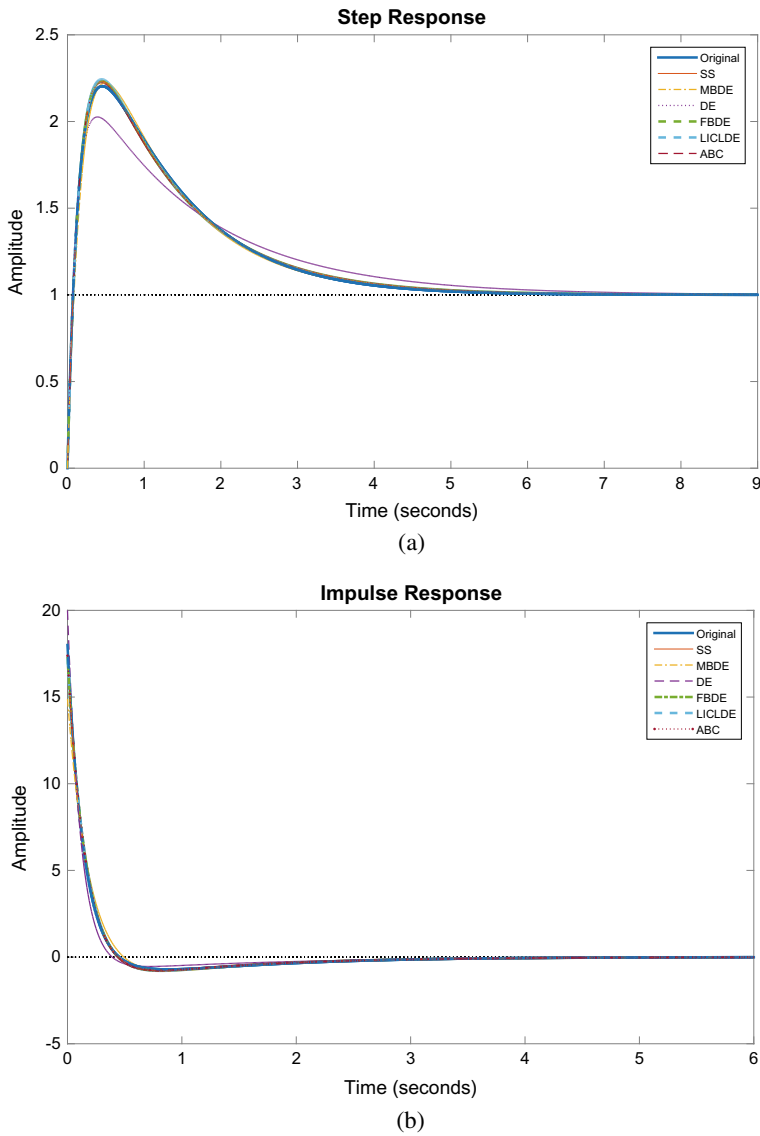 Step Response
2.5
2
1.5
1
0.5
0
Amplitude
Original
SS
MBDE
DE
FBDE
LICLDE
ABC
0 1 2 3 4 5 6 7 8 9
Time (seconds)
(a)
Impulse Response
20
15
10
5
0
-5
Amplitude
Original
SS
MBDE
DE
FBDE
LICLDE
ABC
0 1 2 3 4 5 6
Time (seconds)
(b)